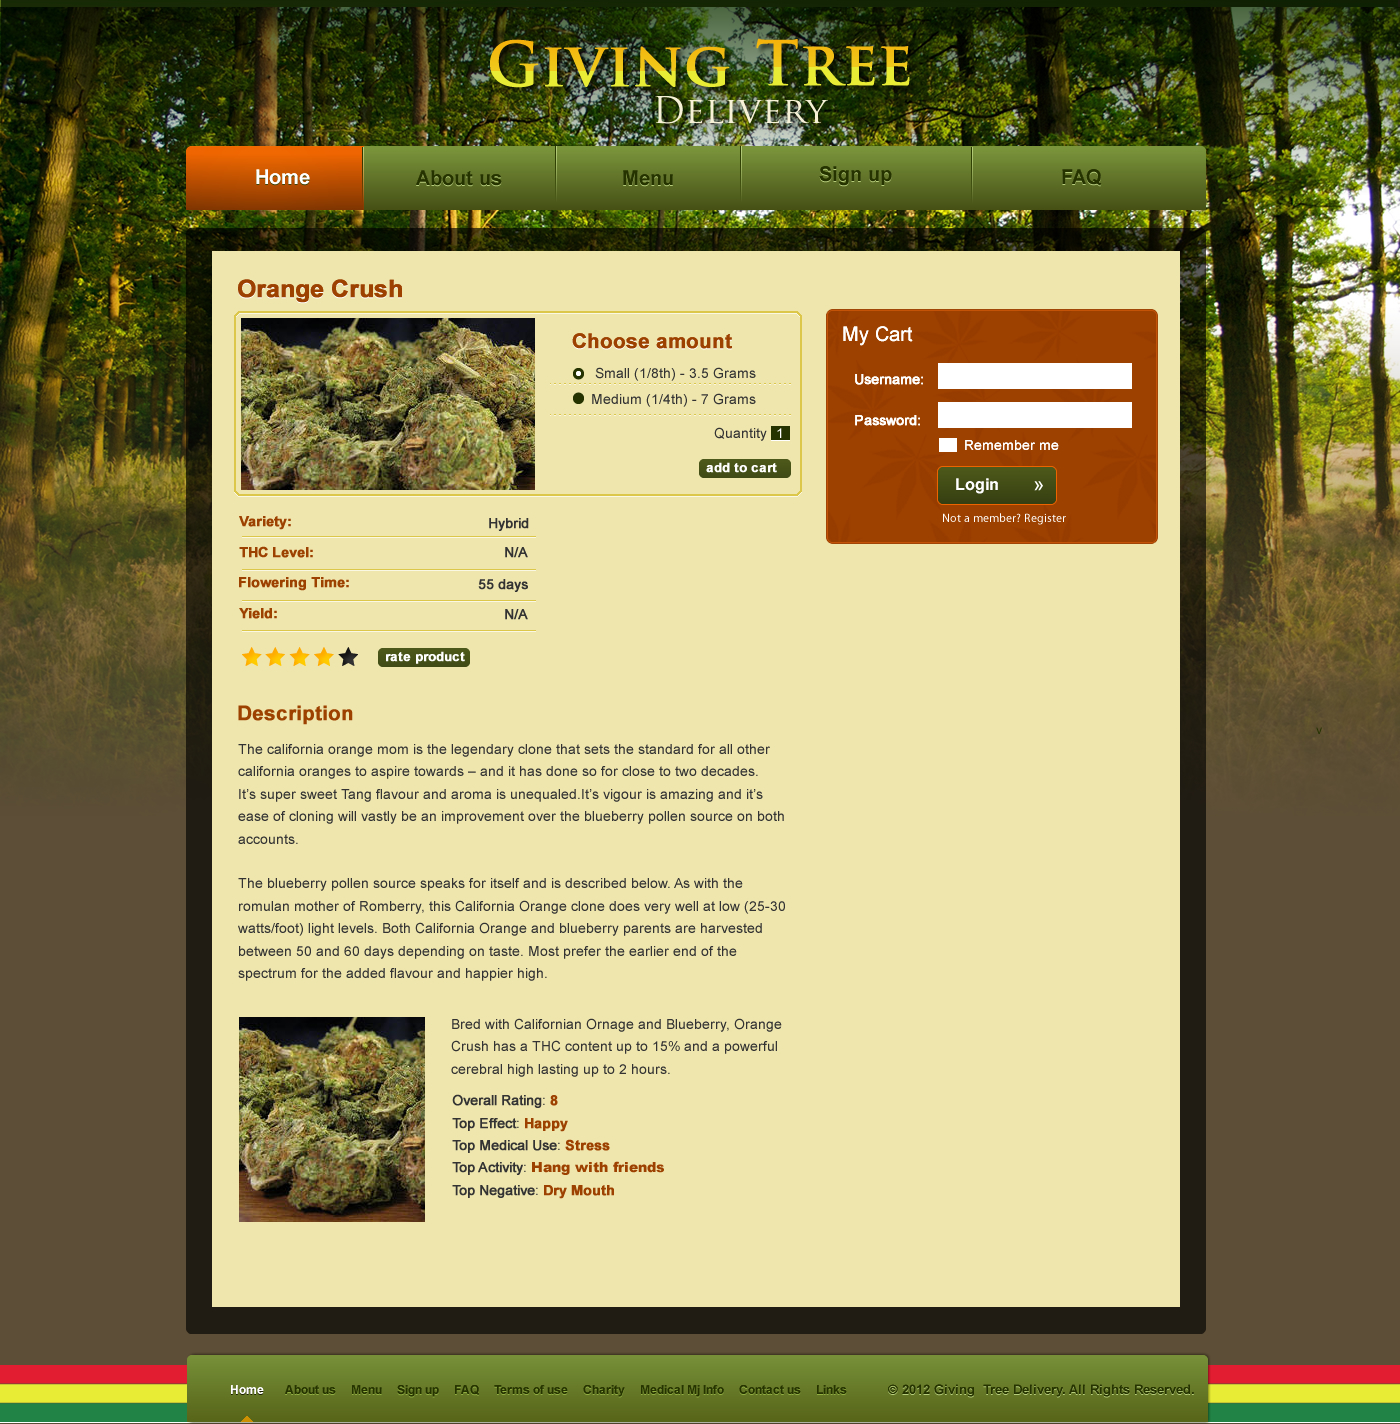 GIVING TREE
DELIVERY
Home About us Menu Sign up FAQ
Orange Crush
Choose amount
Small (1/8th) - 3.5 Grams
Medium (1/4th) - 7 Grams
Quantity 1
add to cart
My Cart
Username:
Password:
Remember me
Login »
Not a member? Register
Variety: Hybrid
THC Level: N/A
Flowering Time: 55 days
Yield: N/A
rate product
Description
The california orange mom is the legendary clone that sets the standard for all other
california oranges to aspire towards – and it has done so for close to two decades.
It's super sweet Tang flavour and aroma is unequaled.It's vigour is amazing and it's
ease of cloning will vastly be an improvement over the blueberry pollen source on both
accounts.
The blueberry pollen source speaks for itself and is described below. As with the
romulan mother of Romberry, this California Orange clone does very well at low (25-30
watts/foot) light levels. Both California Orange and blueberry parents are harvested
between 50 and 60 days depending on taste. Most prefer the earlier end of the
spectrum for the added flavour and happier high.
Bred with Californian Ornage and Blueberry, Orange
Crush has a THC content up to 15% and a powerful
cerebral high lasting up to 2 hours.
Overall Rating: 8
Top Effect: Happy
Top Medical Use: Stress
Top Activity: Hang with friends
Top Negative: Dry Mouth
v
Home About us Menu Sign up FAQ Terms of use Charity Medical Mj Info Contact us Links © 2012 Giving Tree Delivery. All Rights Reserved.